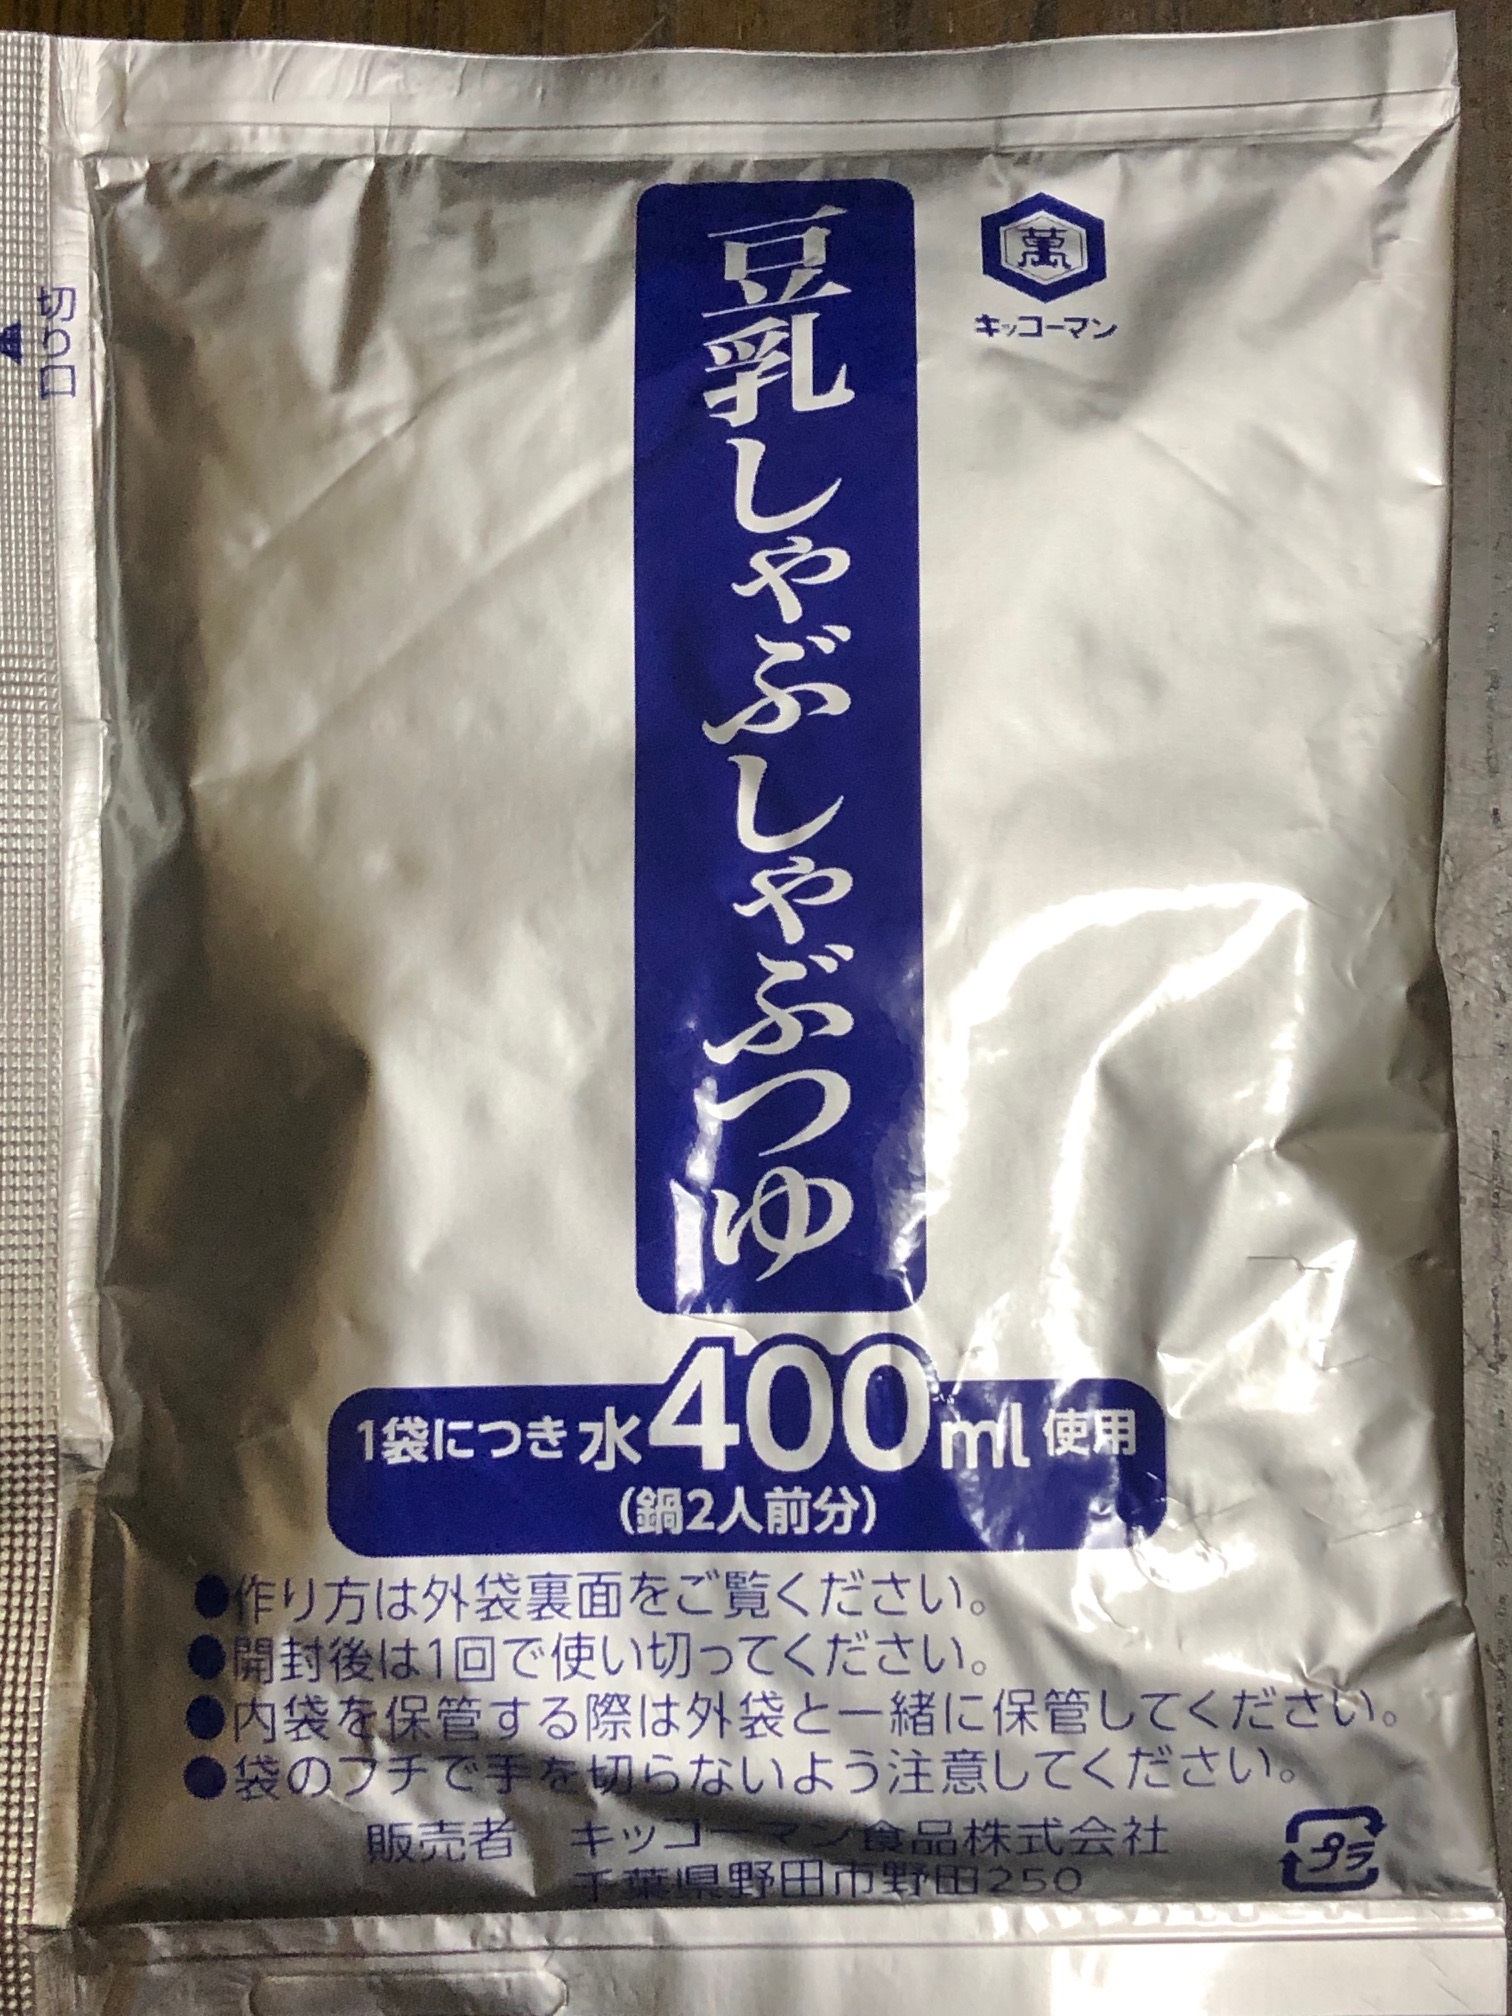 豆乳しゃぶしゃぶつゆ
萬
キッコーマン
切り口
1袋につき水400ml使用
(鍋2人前分)
●作り方は外袋裏面をご覧ください。
●開封後は1回で使い切ってください。
●内袋を保管する際は外袋と一緒に保管してください。
●袋のフチで手を切らないよう注意してください。
販売者 キッコーマン食品株式会社
千葉県野田市野田250
プラ